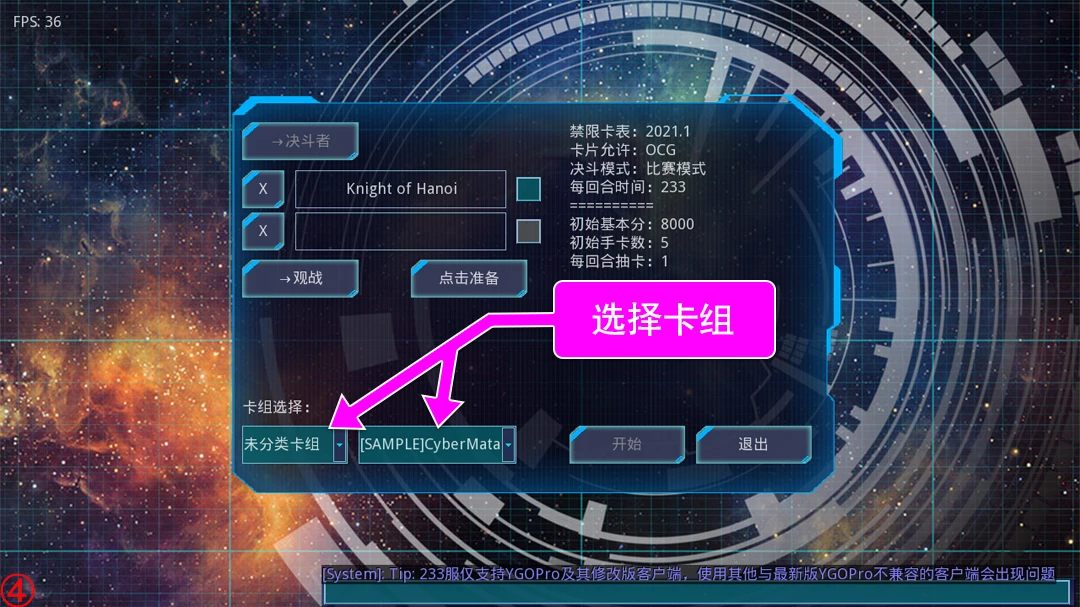 FPS: 36
→决斗者
X
Knight of Hanoi
X
→观战
点击准备
禁限卡表：2021.1
卡片允许：OCG
决斗模式：比赛模式
每回合时间：233
==========
初始基本分：8000
初始手卡数：5
每回合抽卡：1
选择卡组
卡组选择：
未分类卡组
[SAMPLE]CyberMata
开始
退出
[System]: Tip: 233服仅支持YGOPro及其修改版客户端，使用其他与最新版YGOPro不兼容的客户端会出现问题
④